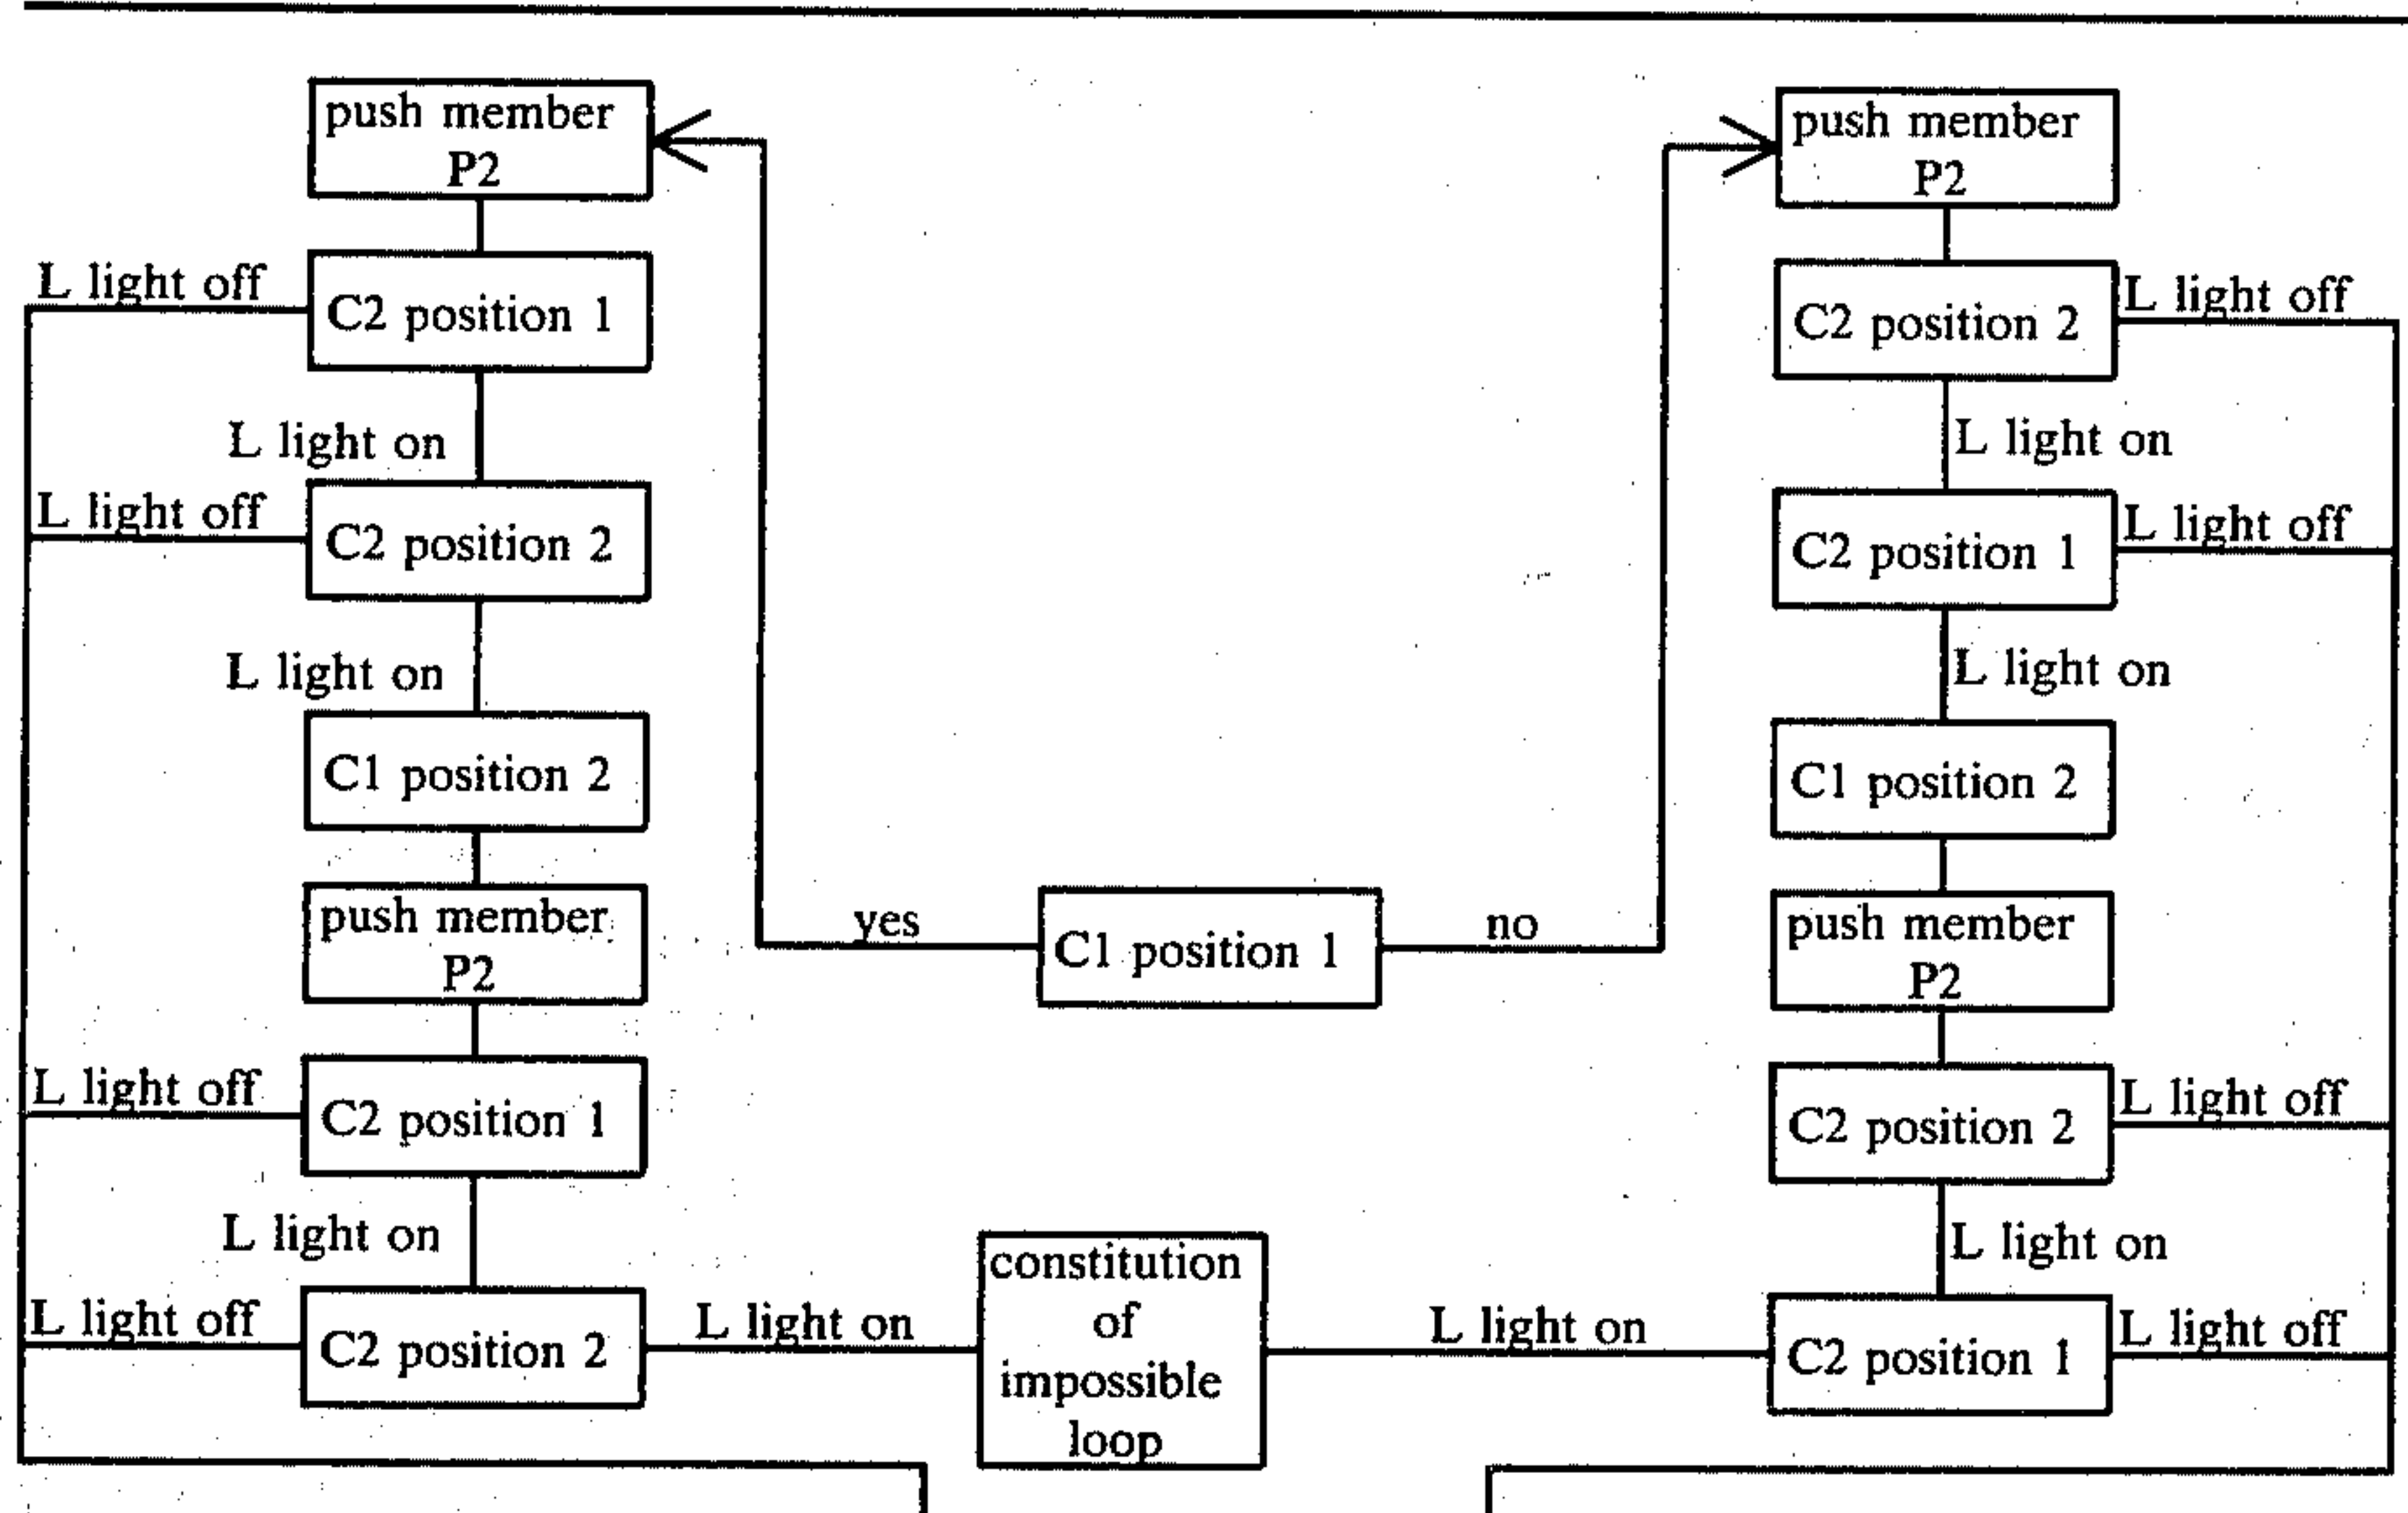 push member
P2
L light off
C2 position 1
L light on
L light off
C2 position 2
L light on
C1 position 2
push member
P2
L light off
C2 position 1
L light on
L light off
C2 position 2
L light on
yes
C1 position 1
no
constitution
of
impossible
loop
L light on
push member
P2
C2 position 2
L light off
L light on
C2 position 1
L light off
L light on
C1 position 2
push member
P2
C2 position 2
L light off
L light on
C2 position 1
L light off